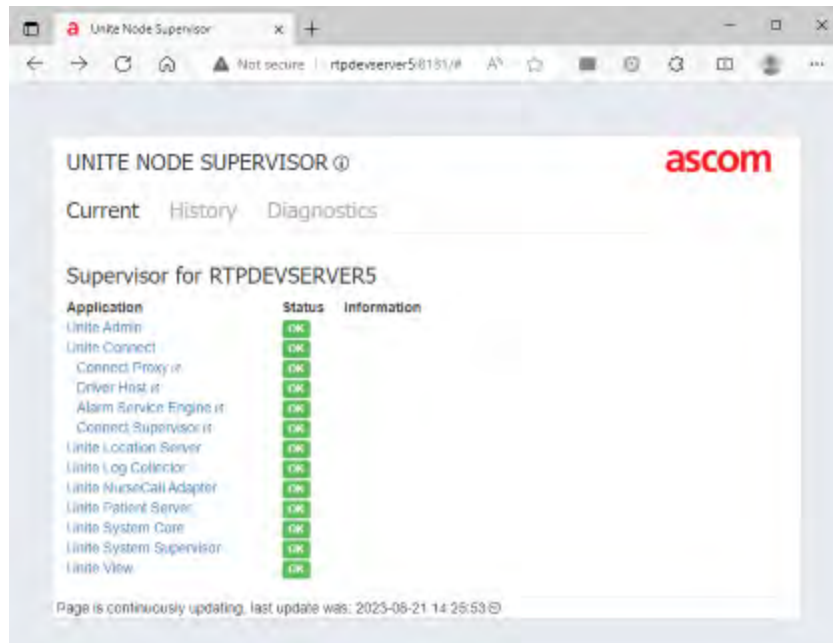 Unite Node Supervisor
Not secure rtpdevserver5:8181/#
UNITE NODE SUPERVISOR
ascom
Current History Diagnostics
Supervisor for RTPDEVSERVER5
Application Status Information
Unite Admin OK
Unite Connect OK
Connect Proxy OK
Driver Host OK
Alarm Service Engine OK
Connect Supervisor OK
Unite Location Server OK
Unite Log Collector OK
Unite NurseCall Adapter OK
Unite Patient Server OK
Unite System Core OK
Unite System Supervisor OK
Unite View OK
Page is continuously updating, last update was: 2023-08-21 14:25:53